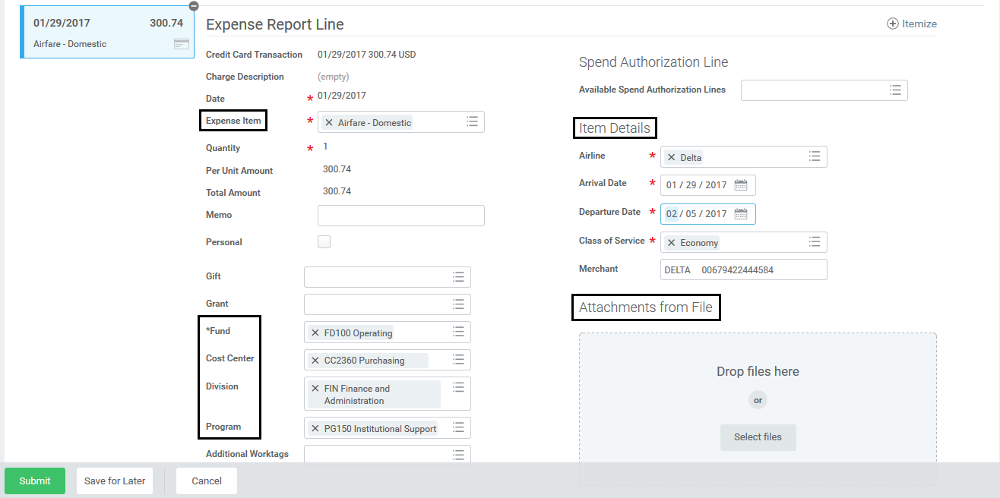 01/29/2017 300.74
Airfare - Domestic
Expense Report Line
Itemize
Credit Card Transaction 01/29/2017 300.74 USD
Charge Description (empty)
Date * 01/29/2017
Expense Item * Airfare - Domestic
Quantity * 1
Per Unit Amount 300.74
Total Amount 300.74
Memo
Personal
Gift
Grant
*Fund FD100 Operating
Cost Center CC2360 Purchasing
Division FIN Finance and
Administration
Program PG150 Institutional Support
Additional Worktags
Spend Authorization Line
Available Spend Authorization Lines
Item Details
Airline * Delta
Arrival Date * 01 / 29 / 2017
Departure Date * 02 / 05 / 2017
Class of Service * Economy
Merchant DELTA 00679422444584
Attachments from File
Drop files here
or
Select files
Submit Save for Later Cancel